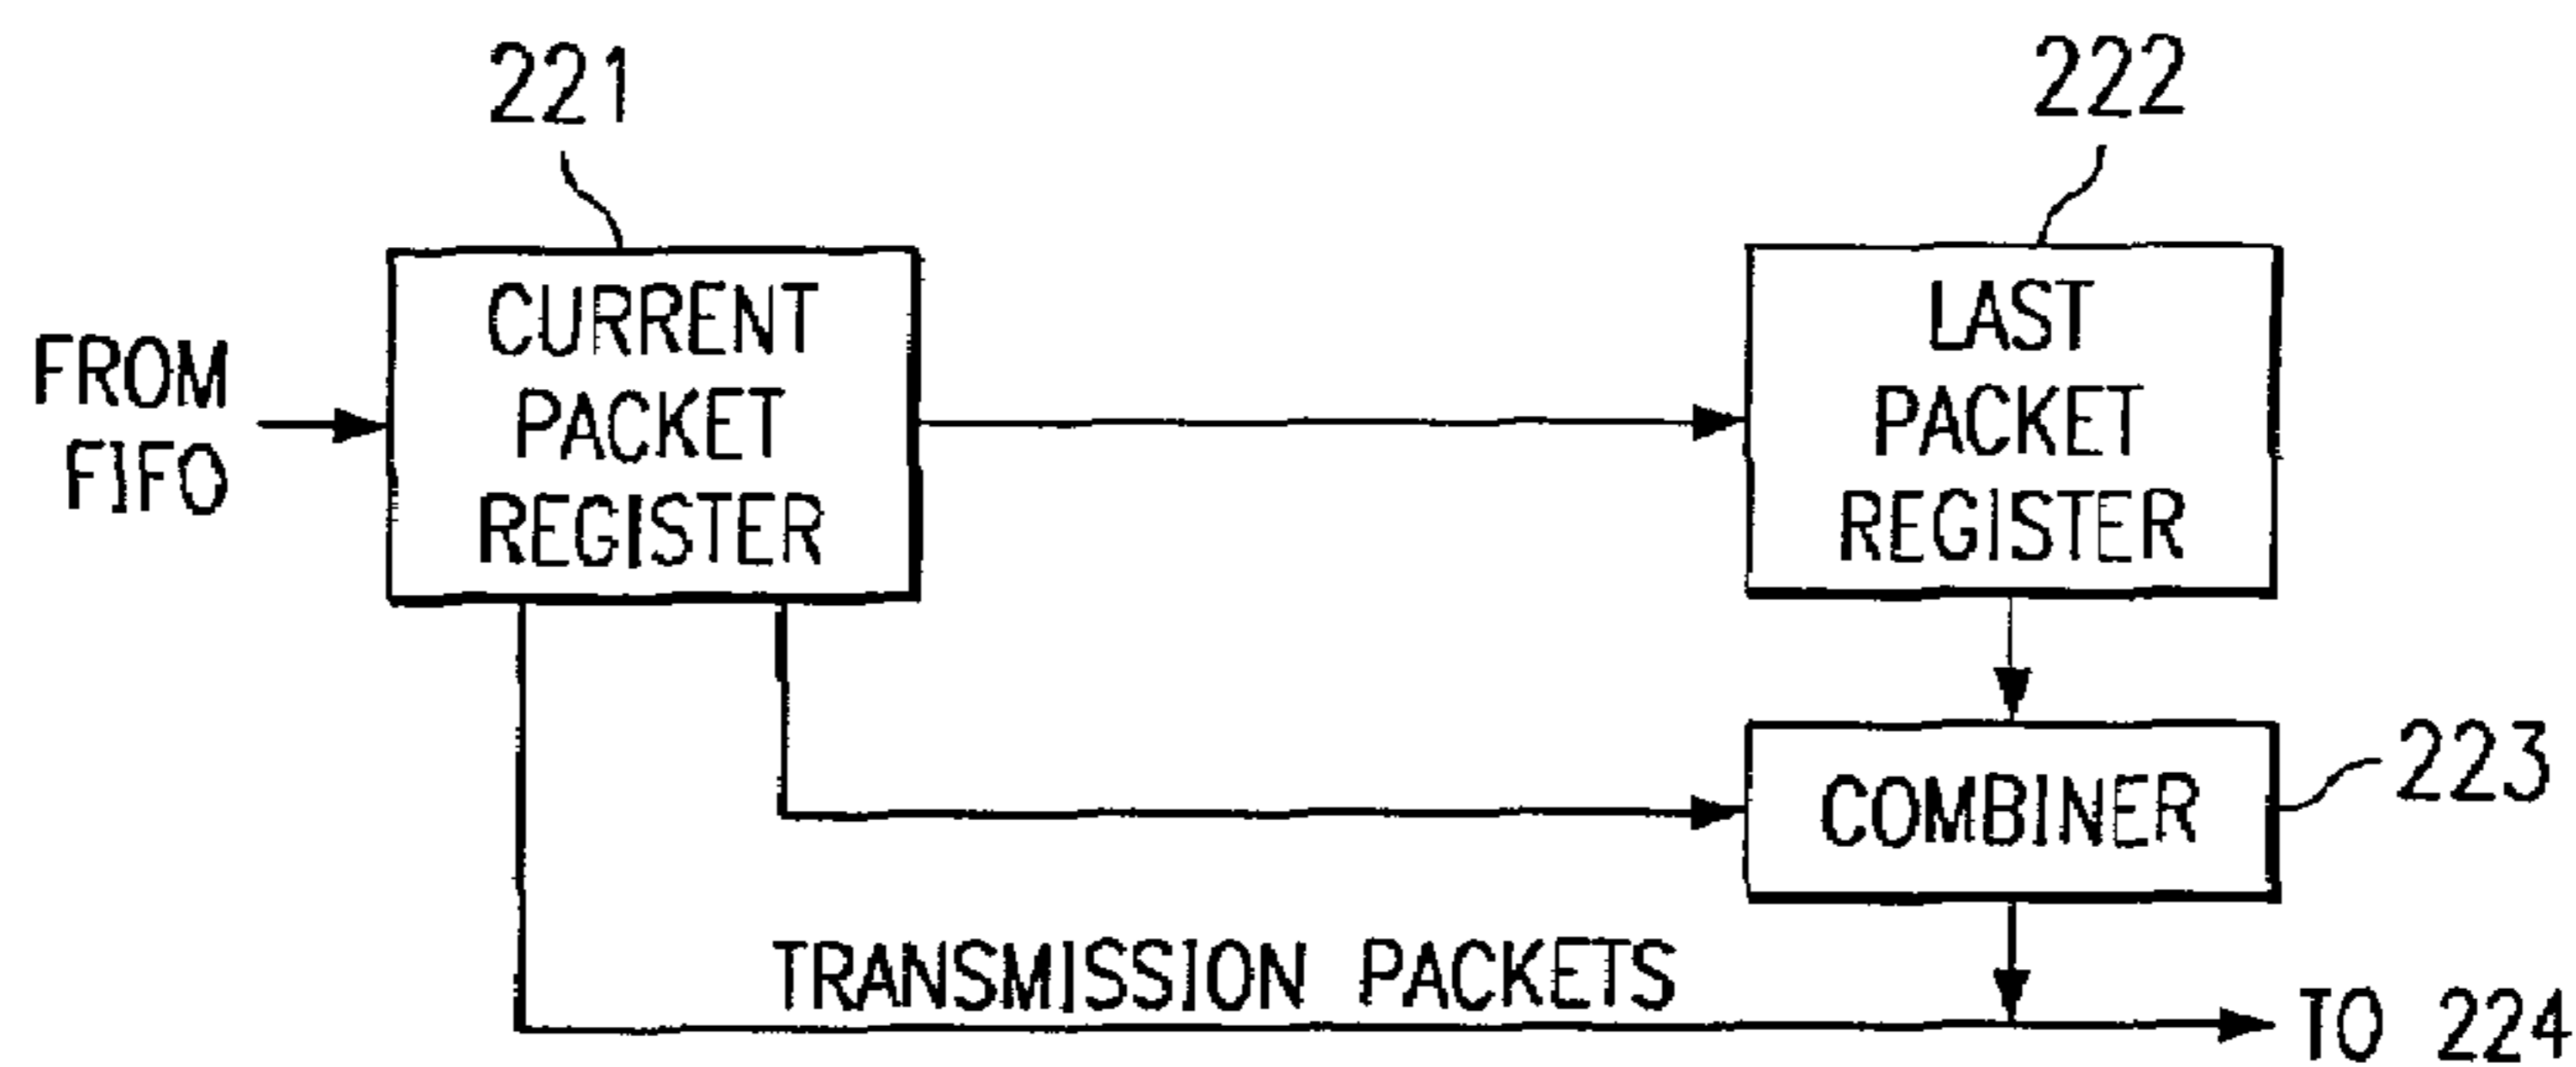 221
222
FROM
FIFO
CURRENT
PACKET
REGISTER
LAST
PACKET
REGISTER
COMBINER
223
TRANSMISSION PACKETS
TO 224